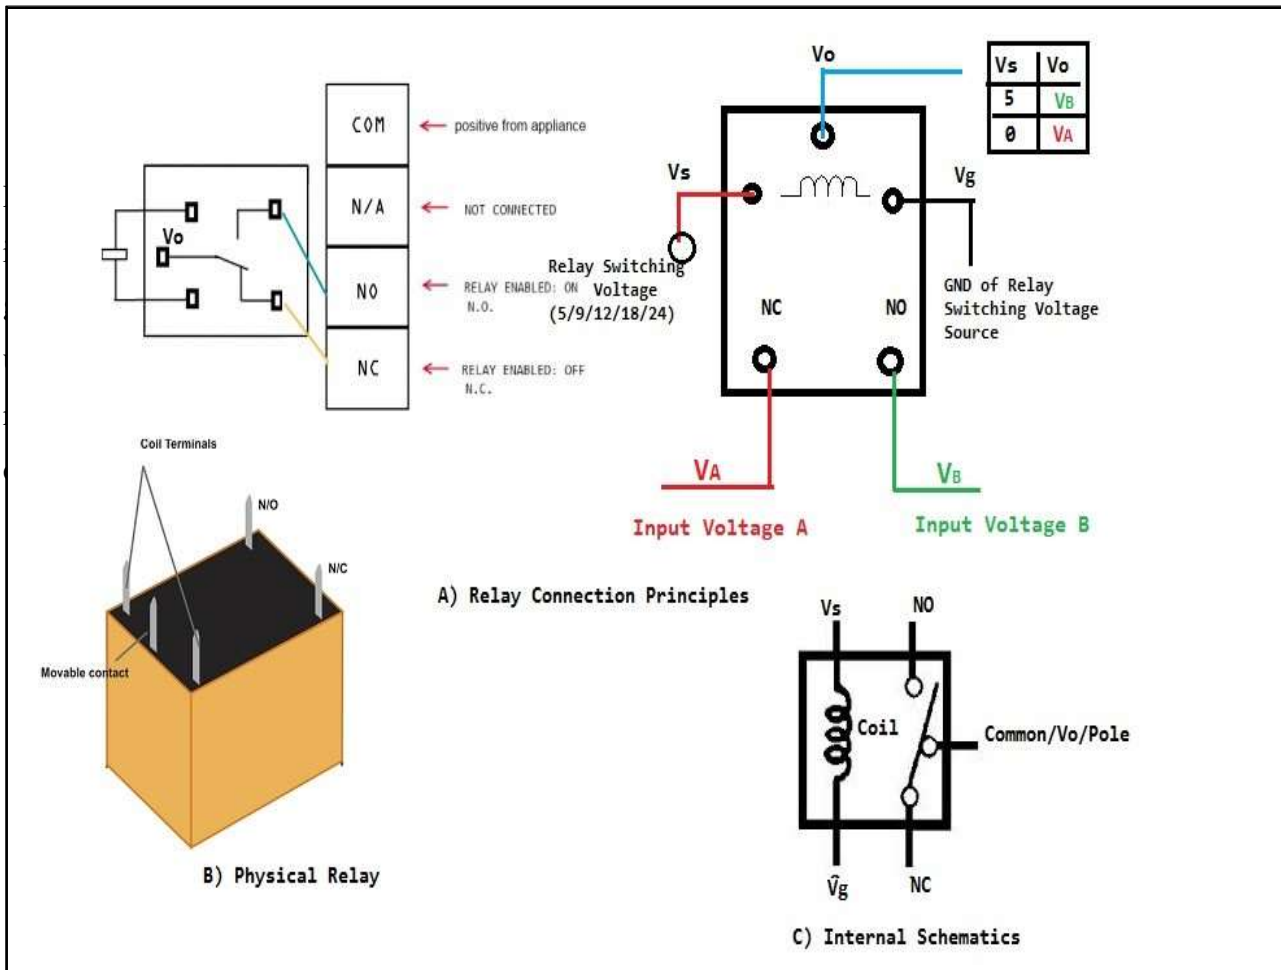 COM
positive from appliance
N/A
NOT CONNECTED
Vo
NO
RELAY ENABLED: ON
N.O.
NC
RELAY ENABLED: OFF
N.C.
Vo
Vs Vo
5 VB
0 VA
Vs
Vg
Relay Switching
Voltage
(5/9/12/18/24)
GND of Relay
Switching Voltage
Source
NC NO
VA
VB
Input Voltage A
Input Voltage B
A) Relay Connection Principles
Coil Terminals
N/O
N/C
Movable contact
B) Physical Relay
Vs NO
Coil
Common/Vo/Pole
Vg NC
C) Internal Schematics